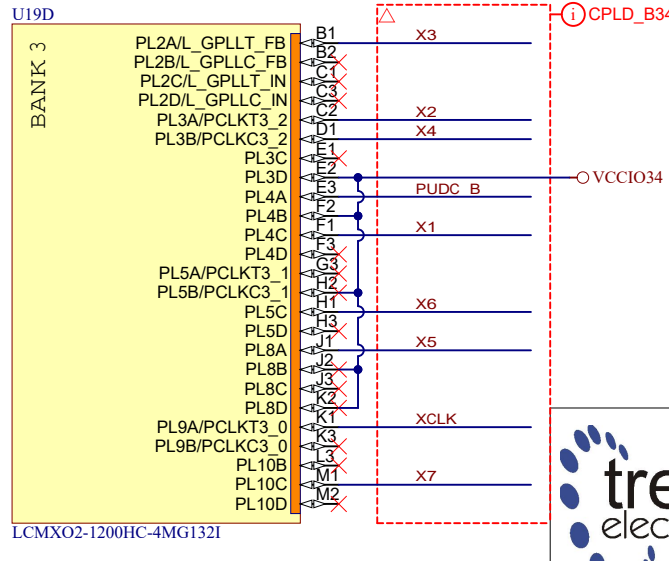 U19D
CPLD_B34
BANK 3
PL2A/L_GPLLT_FB B1 X3
PL2B/L_GPLLC_FB B2
PL2C/L_GPLLT_IN C1
PL2D/L_GPLLC_IN C3
PL3A/PCLKT3_2 C2 X2
PL3B/PCLKC3_2 D1 X4
PL3C E1
PL3D E2 VCCIO34
PL4A E3 PUDC_B
PL4B F2
PL4C F1 X1
PL4D F3
PL5A/PCLKT3_1 G3
PL5B/PCLKC3_1 H2
PL5C H1 X6
PL5D H3
PL8A J1 X5
PL8B J2
PL8C J3
PL8D K2
PL9A/PCLKT3_0 K1 XCLK
PL9B/PCLKC3_0 K3
PL10B L3
PL10C M1 X7
PL10D M2
LCMXO2-1200HC-4MG132I
tre
elec